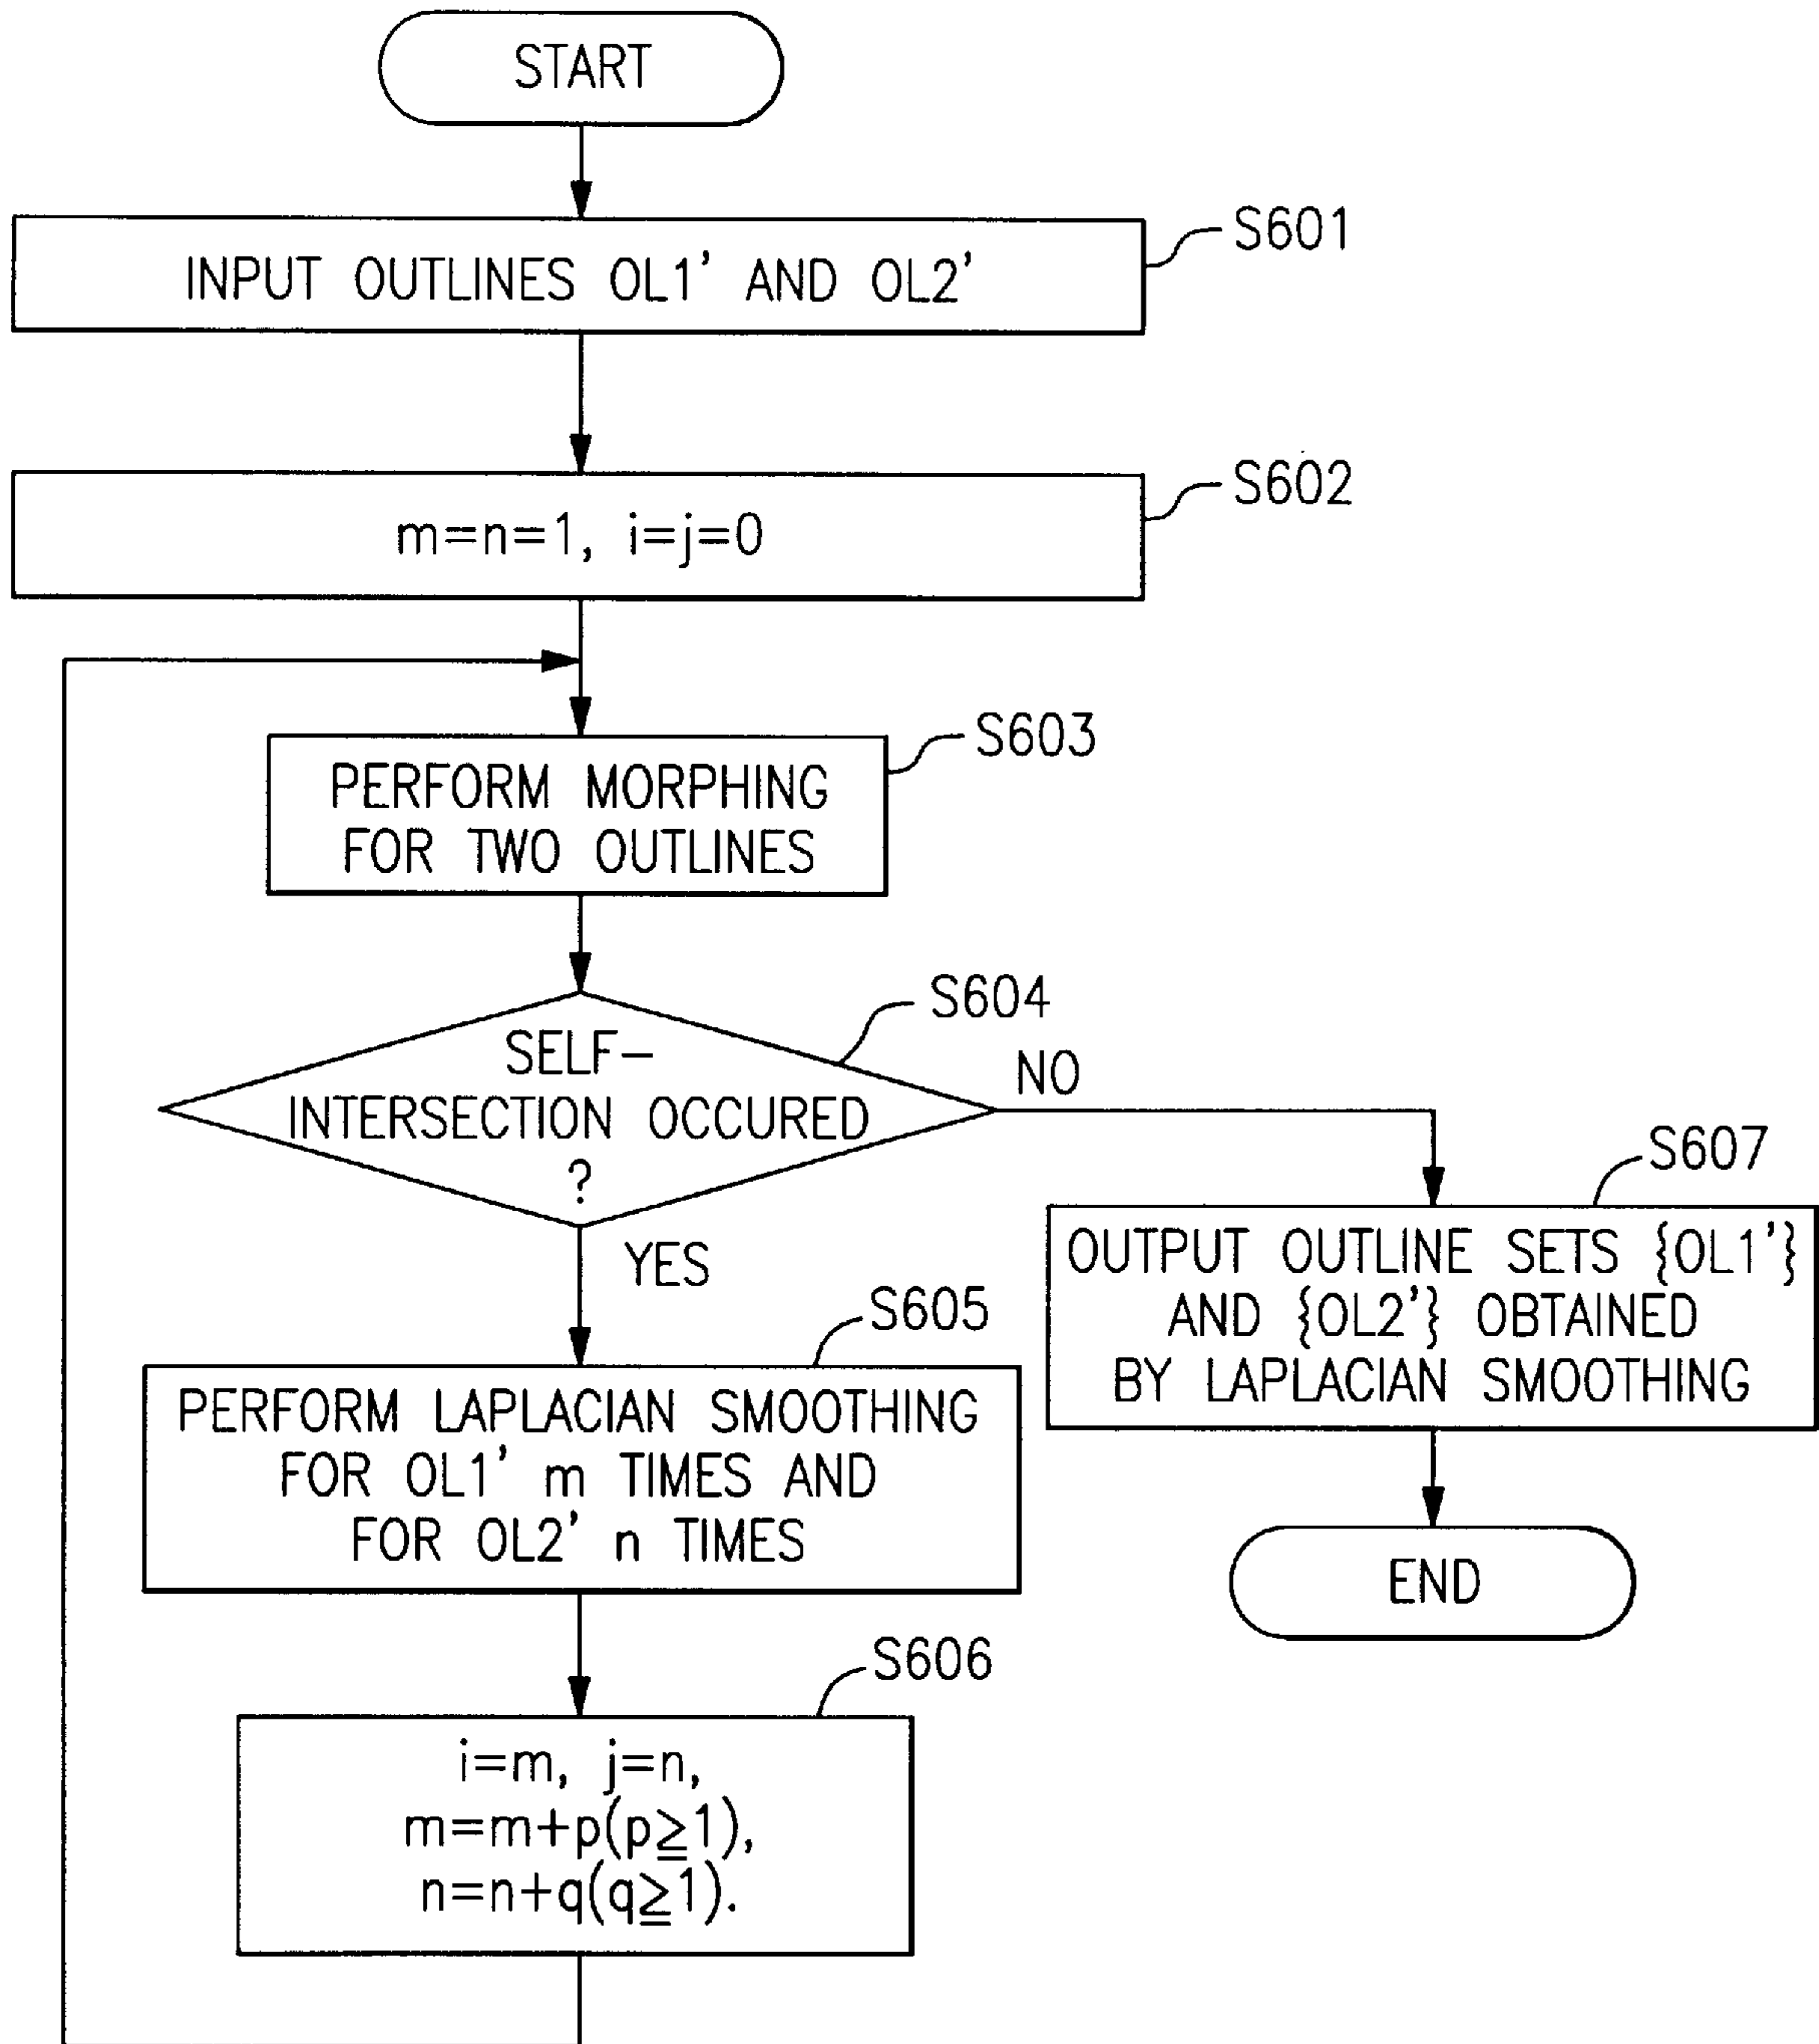 START
S601
INPUT OUTLINES OL1' AND OL2'
S602
m=n=1, i=j=0
S603
PERFORM MORPHING
FOR TWO OUTLINES
S604
SELF-
INTERSECTION OCCURED
?
NO
YES
S607
OUTPUT OUTLINE SETS {OL1'}
AND {OL2'} OBTAINED
BY LAPLACIAN SMOOTHING
S605
PERFORM LAPLACIAN SMOOTHING
FOR OL1' m TIMES AND
FOR OL2' n TIMES
END
S606
i=m, j=n,
m=m+p(p≧1),
n=n+q(q≧1).